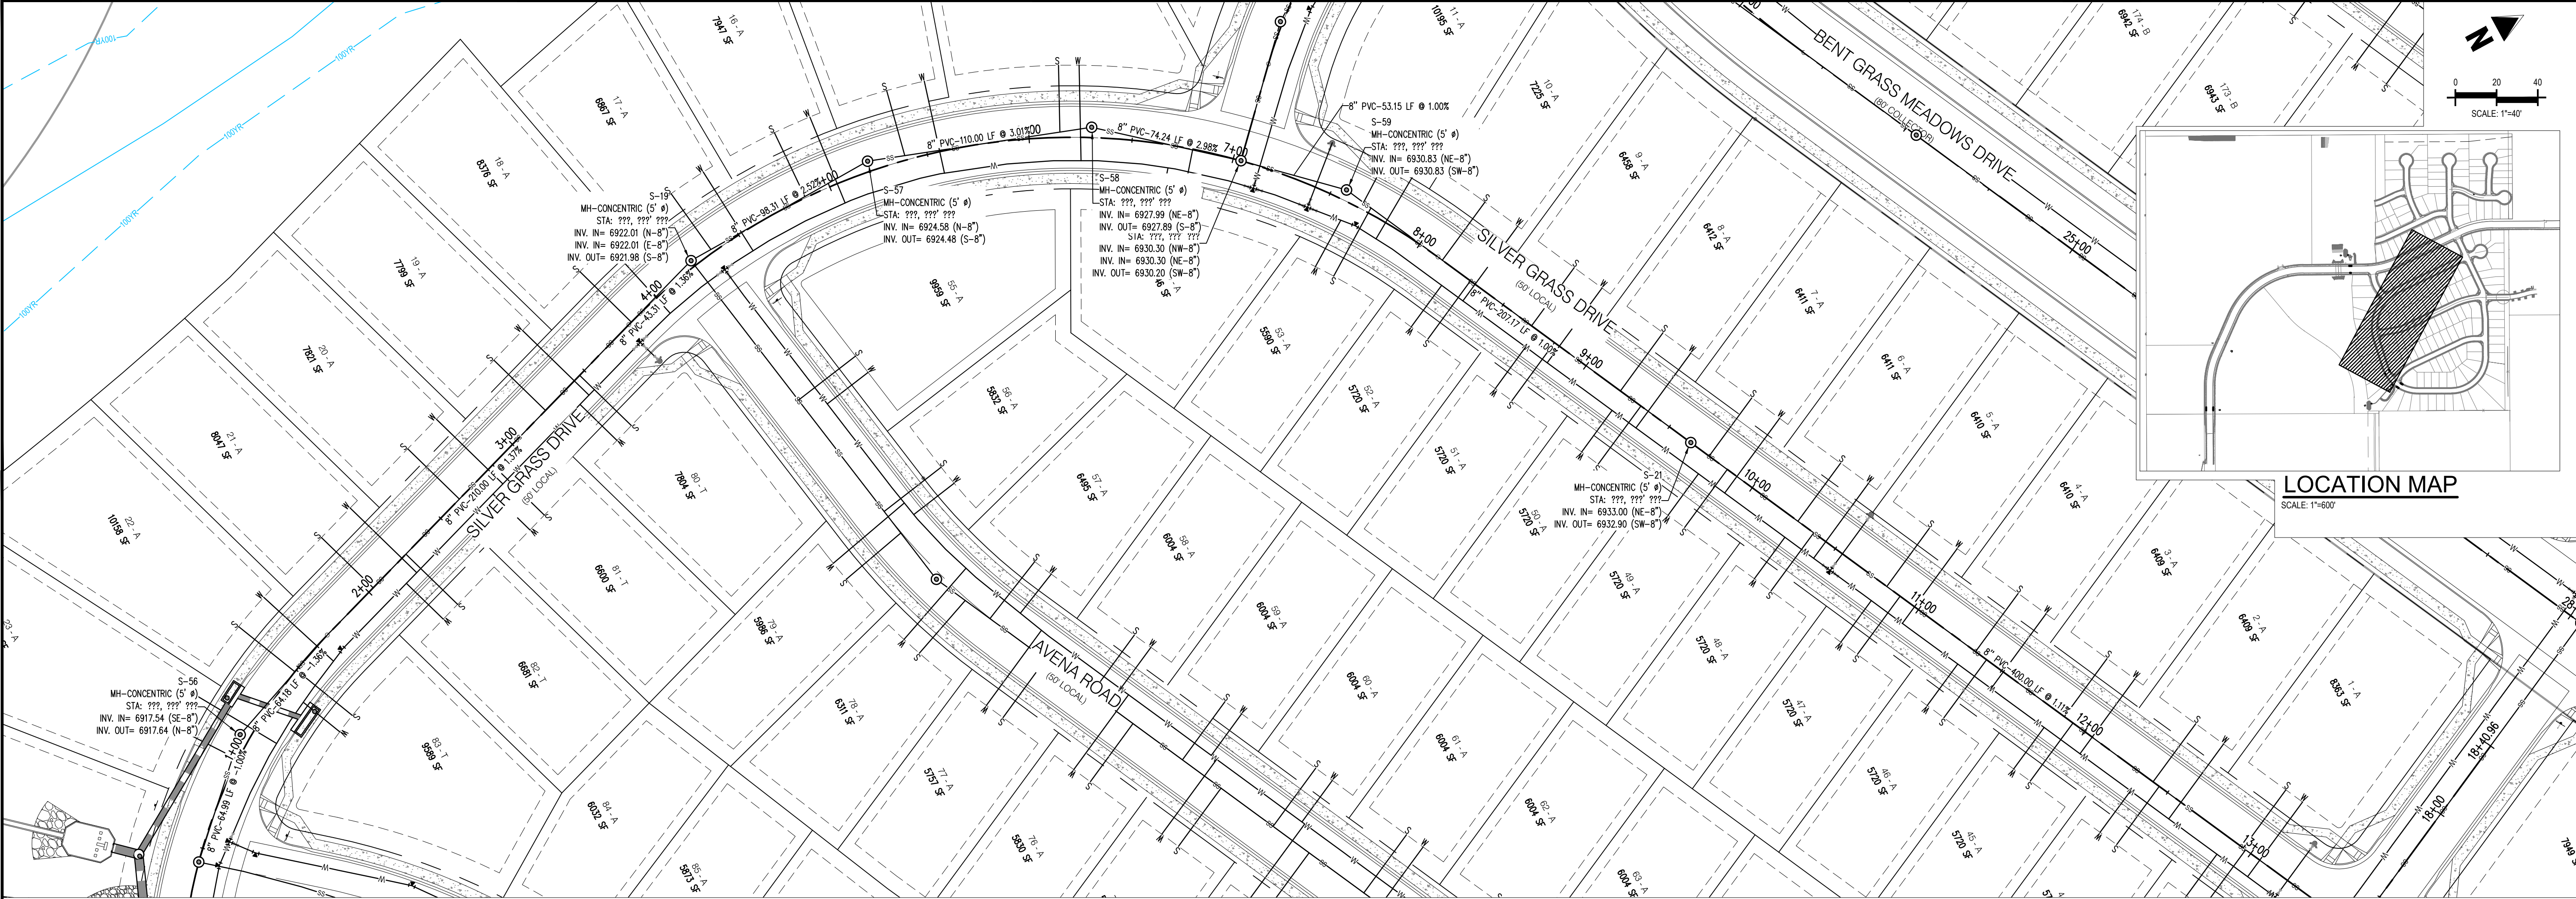 100YR
100YR
100YR
100YR
16 - A
7947 SF
17 - A
6867 SF
18 - A
8376 SF
19 - A
7799 SF
20 - A
7821 SF
21 - A
8047 SF
22 - A
10158 SF
23 - A
11 - A
10195 SF
10 - A
7225 SF
9 - A
6458 SF
8 - A
6412 SF
7 - A
6411 SF
6 - A
6411 SF
5 - A
6410 SF
4 - A
6410 SF
3 - A
6409 SF
2 - A
6409 SF
1 - A
8363 SF
174 - B
6942 SF
173 - B
6943 SF
BENT GRASS MEADOWS DRIVE
(80' COLLECTOR)
25+00
N
0 20 40
SCALE: 1"=40'
LOCATION MAP
SCALE: 1"=600'
S-19
MH-CONCENTRIC (5' ø)
STA: ???, ???' ???
INV. IN= 6922.01 (N-8")
INV. IN= 6922.01 (E-8")
INV. OUT= 6921.98 (S-8")
S-57
MH-CONCENTRIC (5' ø)
STA: ???, ???' ???
INV. IN= 6924.58 (N-8")
INV. OUT= 6924.48 (S-8")
S-58
MH-CONCENTRIC (5' ø)
STA: ???, ???' ???
INV. IN= 6927.99 (NE-8")
INV. OUT= 6927.89 (S-8")
STA: ???, ???' ???
INV. IN= 6930.30 (NW-8")
INV. IN= 6930.30 (NE-8")
INV. OUT= 6930.20 (SW-8")
8" PVC-53.15 LF @ 1.00%
S-59
MH-CONCENTRIC (5' ø)
STA: ???, ???' ???
INV. IN= 6930.83 (NE-8")
INV. OUT= 6930.83 (SW-8")
S-21
MH-CONCENTRIC (5' ø)
STA: ???, ???' ???
INV. IN= 6933.00 (NE-8")
INV. OUT= 6932.90 (SW-8")
S-56
MH-CONCENTRIC (5' ø)
STA: ???, ???' ???
INV. IN= 6917.54 (SE-8")
INV. OUT= 6917.64 (N-8")
8" PVC-64.99 LF @ -1.00%
1+00
8" PVC-64.18 LF @ -1.36%
2+00
8" PVC-210.00 LF @ 1.37%
3+00
SILVER GRASS DRIVE
(50' LOCAL)
4+00
8" PVC-43.31 LF @ 1.36%
8" PVC-98.31 LF @ 2.52%
+00
8" PVC-110.00 LF @ 3.01%
00
8" PVC-74.24 LF @ 2.98%
7+00
8+00
SILVER GRASS DRIVE
(50' LOCAL)
8" PVC-207.17 LF @ 1.00%
9+00
10+00
11+00
8" PVC-400.00 LF @ 1.11%
12+00
13+00
18+00
18+40.96
AVENA ROAD
(50' LOCAL)
55 - A
9959 SF
- A
46 SF
53 - A
5590 SF
52 - A
5720 SF
51 - A
5720 SF
50 - A
5720 SF
49 - A
5720 SF
48 - A
5720 SF
47 - A
5720 SF
46 - A
5720 SF
45 - A
5720 SF
56 - A
5832 SF
57 - A
6495 SF
58 - A
6004 SF
59 - A
6004 SF
60 - A
6004 SF
61 - A
6004 SF
62 - A
6004 SF
63 - A
6004 SF
80 - T
7804 SF
81 - T
6600 SF
82 - T
6681 SF
83 - T
9589 SF
79 - A
5986 SF
78 - A
6311 SF
77 - A
5757 SF
76 - A
5830 SF
84 - A
6032 SF
85 - A
5873 SF
7949